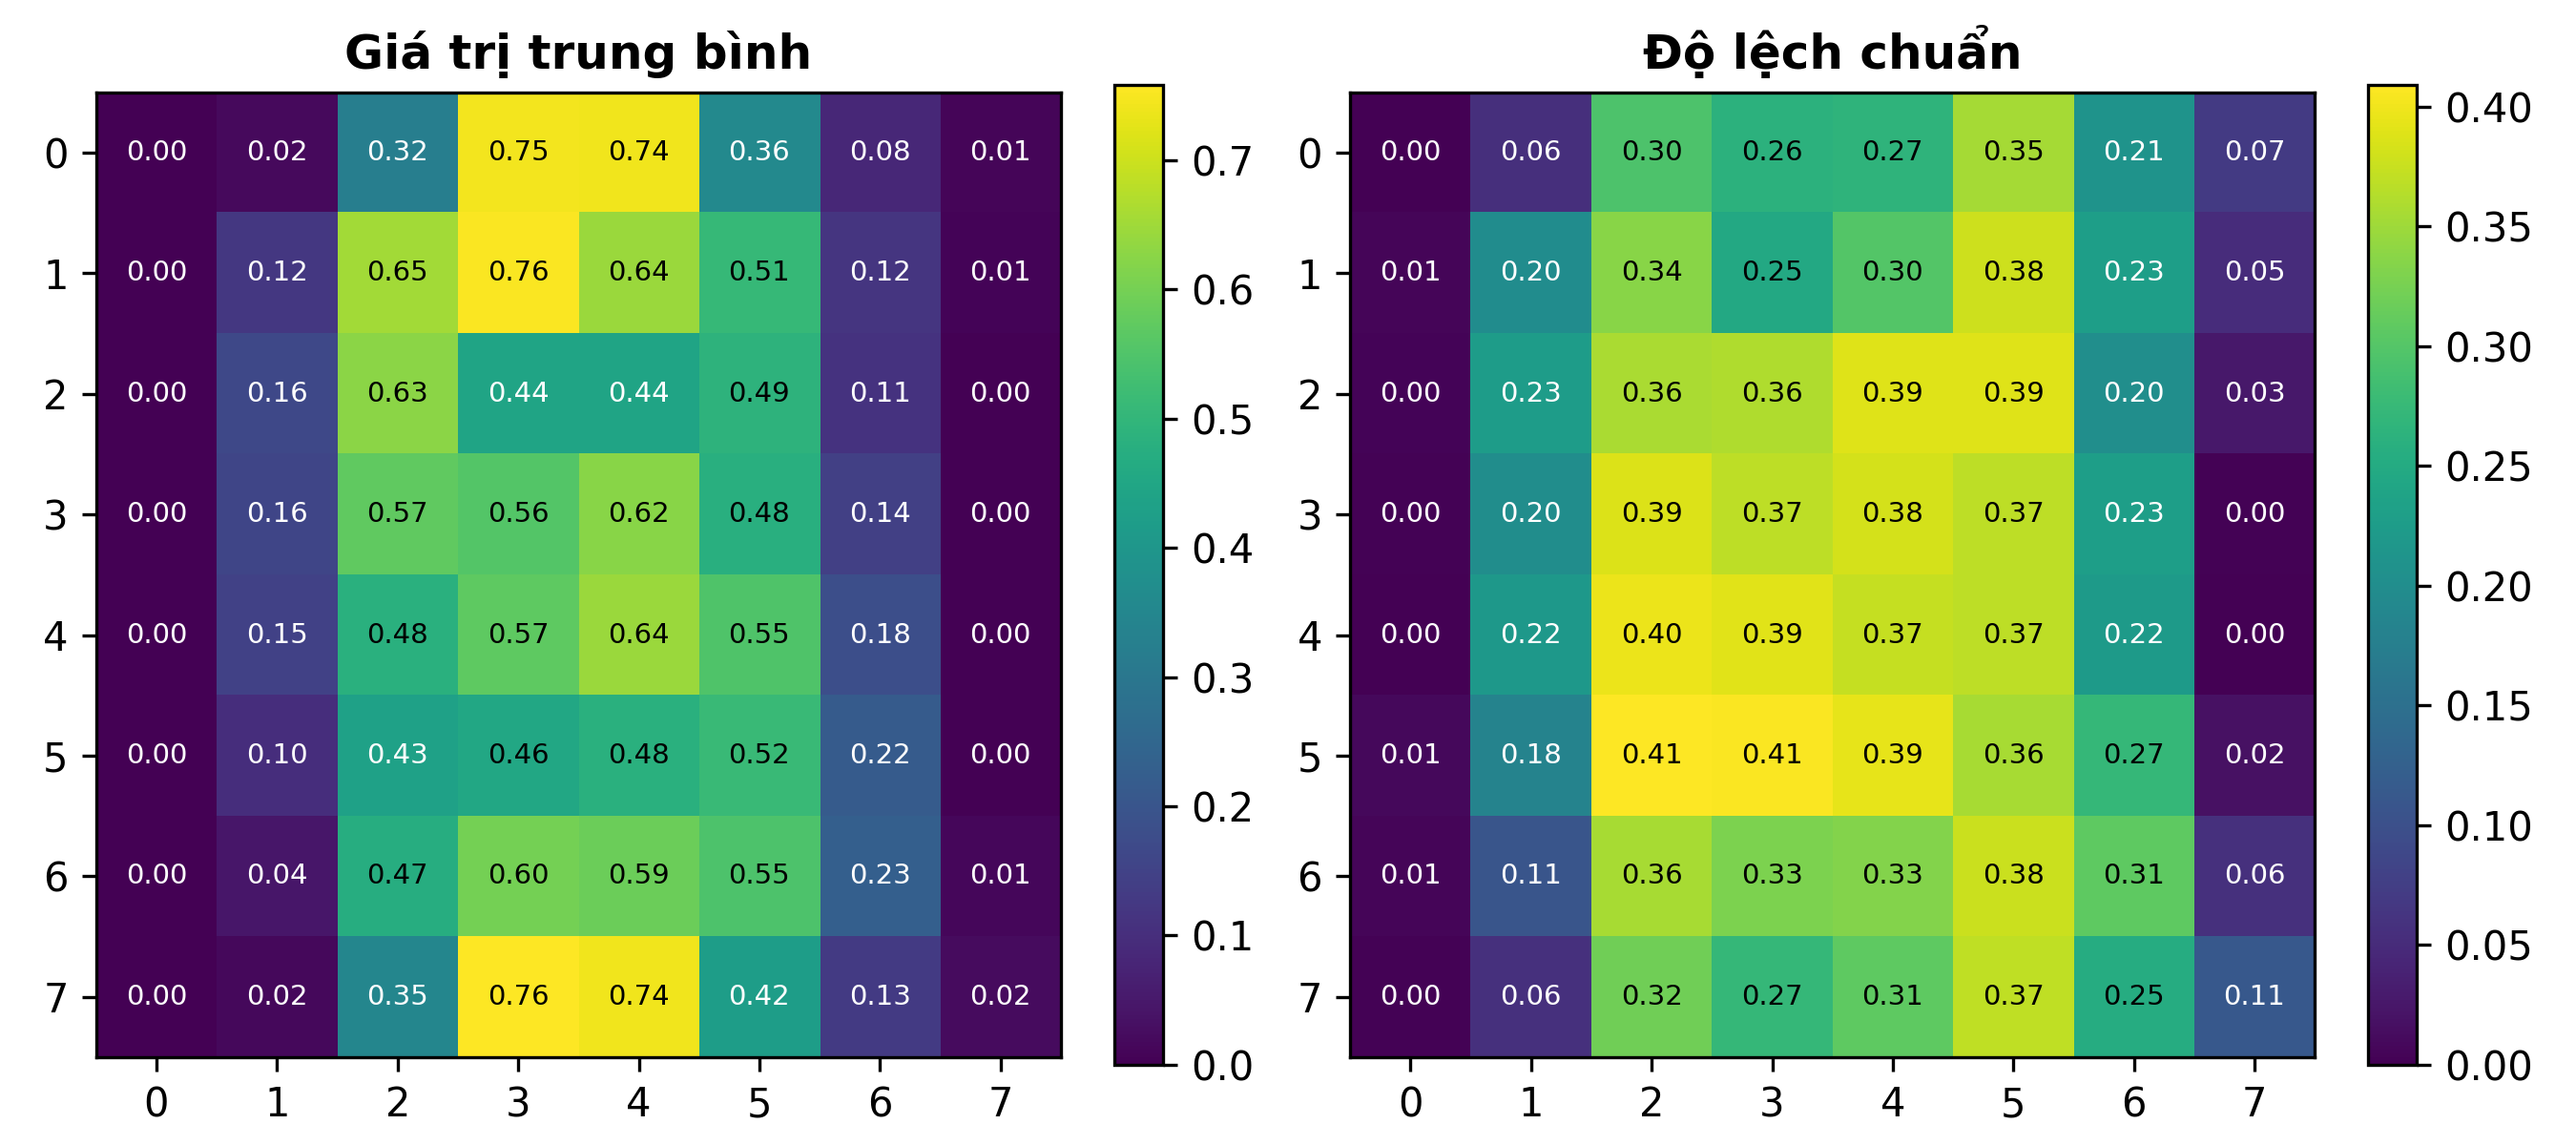 Giá trị trung bình
0 0.00 0.02 0.32 0.75 0.74 0.36 0.08 0.01
1 0.00 0.12 0.65 0.76 0.64 0.51 0.12 0.01
2 0.00 0.16 0.63 0.44 0.44 0.49 0.11 0.00
3 0.00 0.16 0.57 0.56 0.62 0.48 0.14 0.00
4 0.00 0.15 0.48 0.57 0.64 0.55 0.18 0.00
5 0.00 0.10 0.43 0.46 0.48 0.52 0.22 0.00
6 0.00 0.04 0.47 0.60 0.59 0.55 0.23 0.01
7 0.00 0.02 0.35 0.76 0.74 0.42 0.13 0.02
0 1 2 3 4 5 6 7
0.7
0.6
0.5
0.4
0.3
0.2
0.1
0.0
Độ lệch chuẩn
0 0.00 0.06 0.30 0.26 0.27 0.35 0.21 0.07
1 0.01 0.20 0.34 0.25 0.30 0.38 0.23 0.05
2 0.00 0.23 0.36 0.36 0.39 0.39 0.20 0.03
3 0.00 0.20 0.39 0.37 0.38 0.37 0.23 0.00
4 0.00 0.22 0.40 0.39 0.37 0.37 0.22 0.00
5 0.01 0.18 0.41 0.41 0.39 0.36 0.27 0.02
6 0.01 0.11 0.36 0.33 0.33 0.38 0.31 0.06
7 0.00 0.06 0.32 0.27 0.31 0.37 0.25 0.11
0 1 2 3 4 5 6 7
0.40
0.35
0.30
0.25
0.20
0.15
0.10
0.05
0.00